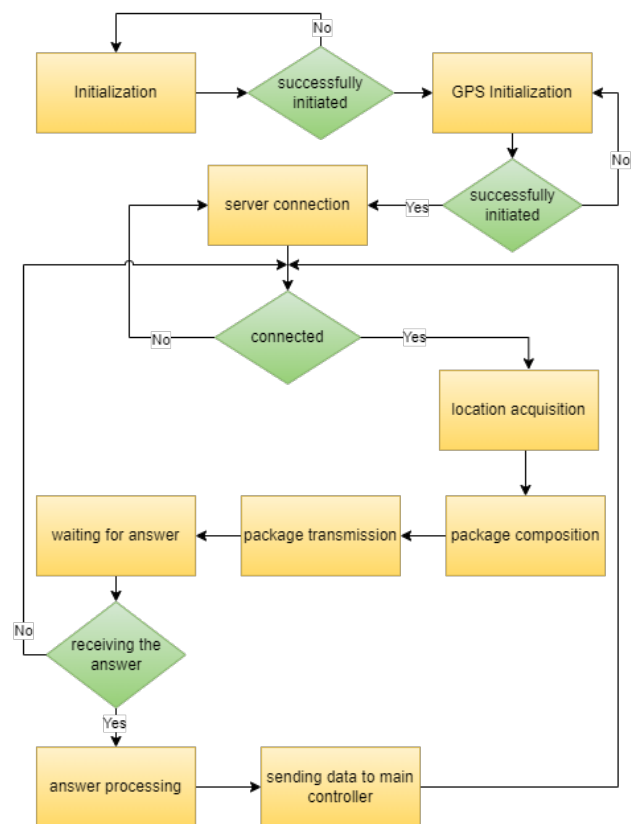 No
Initialization
successfully
initiated
GPS Initialization
No
server connection
Yes
successfully
initiated
No
connected
Yes
location acquisition
waiting for answer
package transmission
package composition
No
receiving the
answer
Yes
answer processing
sending data to main
controller